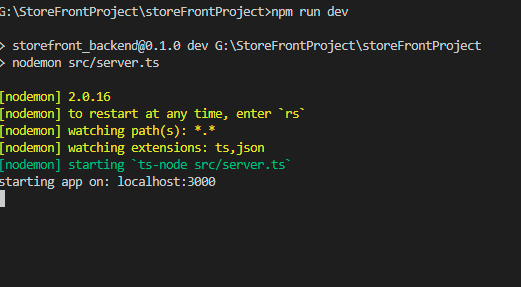 G:\StoreFrontProject\storeFrontProject>npm run dev
> storefront_backend@0.1.0 dev G:\StoreFrontProject\storeFrontProject
> nodemon src/server.ts
[nodemon] 2.0.16
[nodemon] to restart at any time, enter `rs`
[nodemon] watching path(s): *.*
[nodemon] watching extensions: ts,json
[nodemon] starting `ts-node src/server.ts`
starting app on: localhost:3000